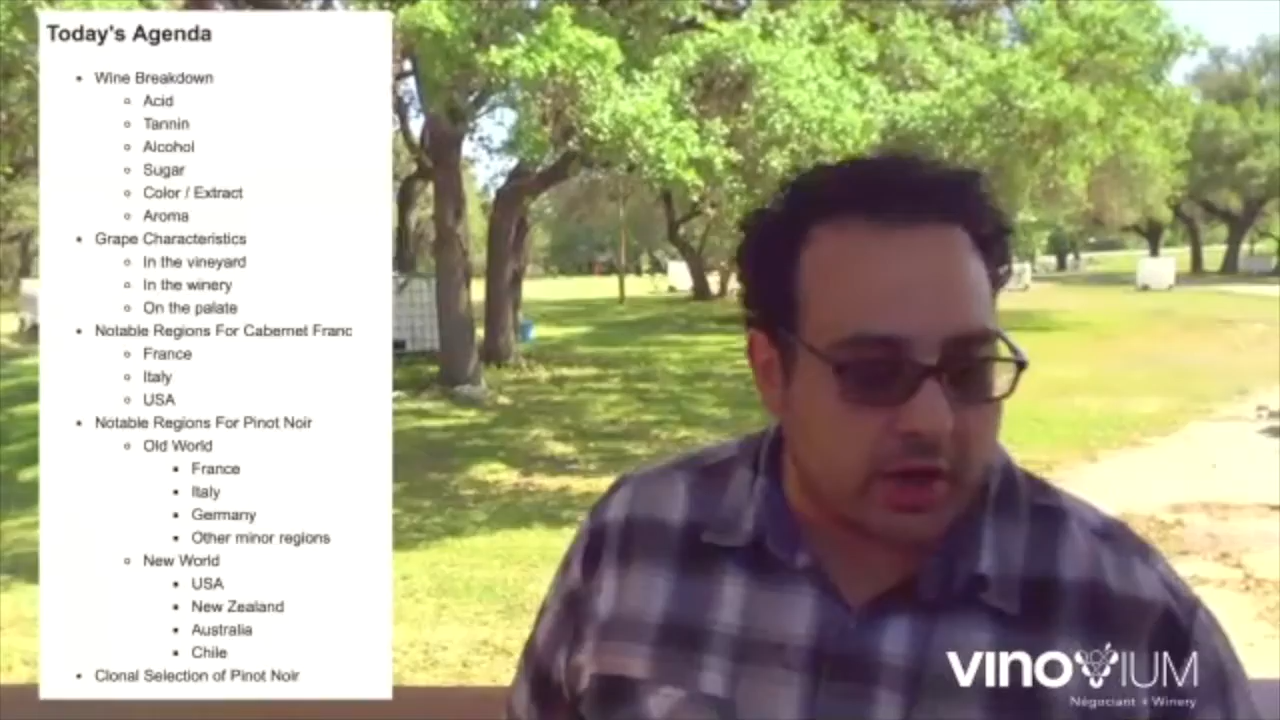 Today's Agenda
Wine Breakdown
Acid
Tannin
Alcohol
Sugar
Color / Extract
Aroma
Grape Characteristics
In the vineyard
In the winery
On the palate
Notable Regions For Cabernet Franc
France
Italy
USA
Notable Regions For Pinot Noir
Old World
France
Italy
Germany
Other minor regions
New World
USA
New Zealand
Australia
Chile
Clonal Selection of Pinot Noir
VINOVIUM
Négociant + Winery